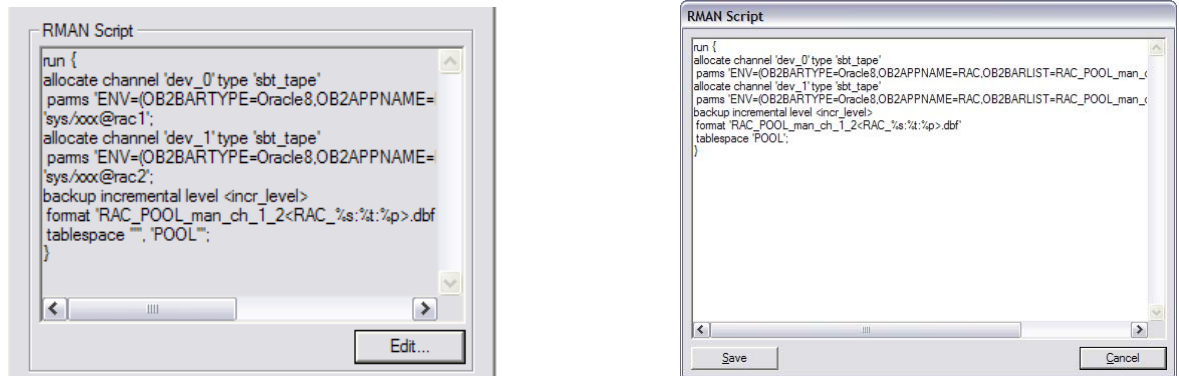 RMAN Script
run {
allocate channel 'dev_0' type 'sbt_tape'
parms 'ENV=(OB2BARTYPE=Oracle8,OB2APPNAME=
'sys/xxx@rac1';
allocate channel 'dev_1' type 'sbt_tape'
parms 'ENV=(OB2BARTYPE=Oracle8,OB2APPNAME=
'sys/xxx@rac2';
backup incremental level <incr_level>
format 'RAC_POOL_man_ch_1_2<RAC_%s:%t:%p>.dbf
tablespace "", 'POOL"';
}
Edit...
RMAN Script
run {
allocate channel 'dev_0' type 'sbt_tape'
parms 'ENV=(OB2BARTYPE=Oracle8,OB2APPNAME=RAC,OB2BARLIST=RAC_POOL_man_c
allocate channel 'dev_1' type 'sbt_tape'
parms 'ENV=(OB2BARTYPE=Oracle8,OB2APPNAME=RAC,OB2BARLIST=RAC_POOL_man_c
backup incremental level <incr_level>
format 'RAC_POOL_man_ch_1_2<RAC_%s:%t:%p>.dbf'
tablespace 'POOL';
}
Save
Cancel